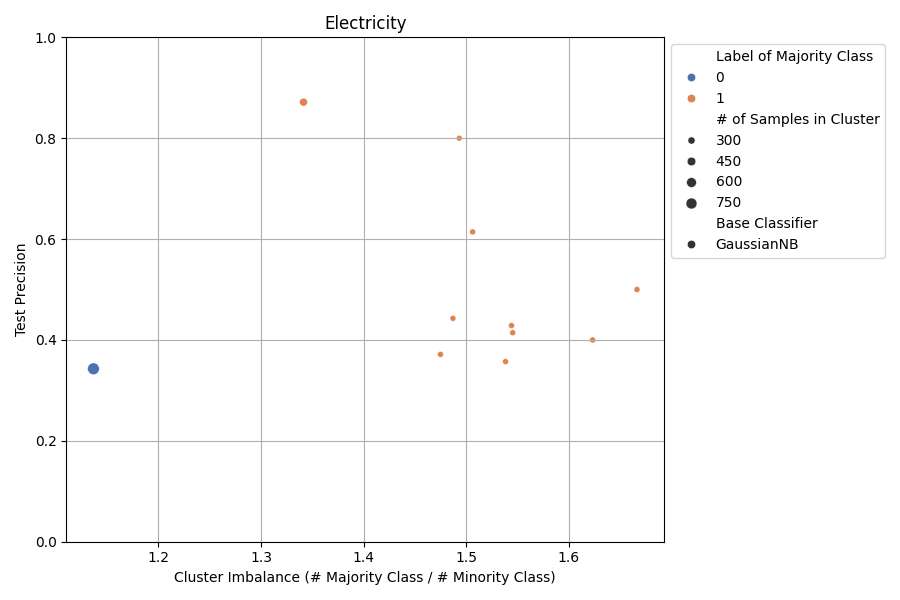 Electricity
Test Precision
1.0
0.8
0.6
0.4
0.2
0.0
1.2
1.3
1.4
1.5
1.6
Cluster Imbalance (# Majority Class / # Minority Class)
Label of Majority Class
0
1
# of Samples in Cluster
300
450
600
750
Base Classifier
GaussianNB